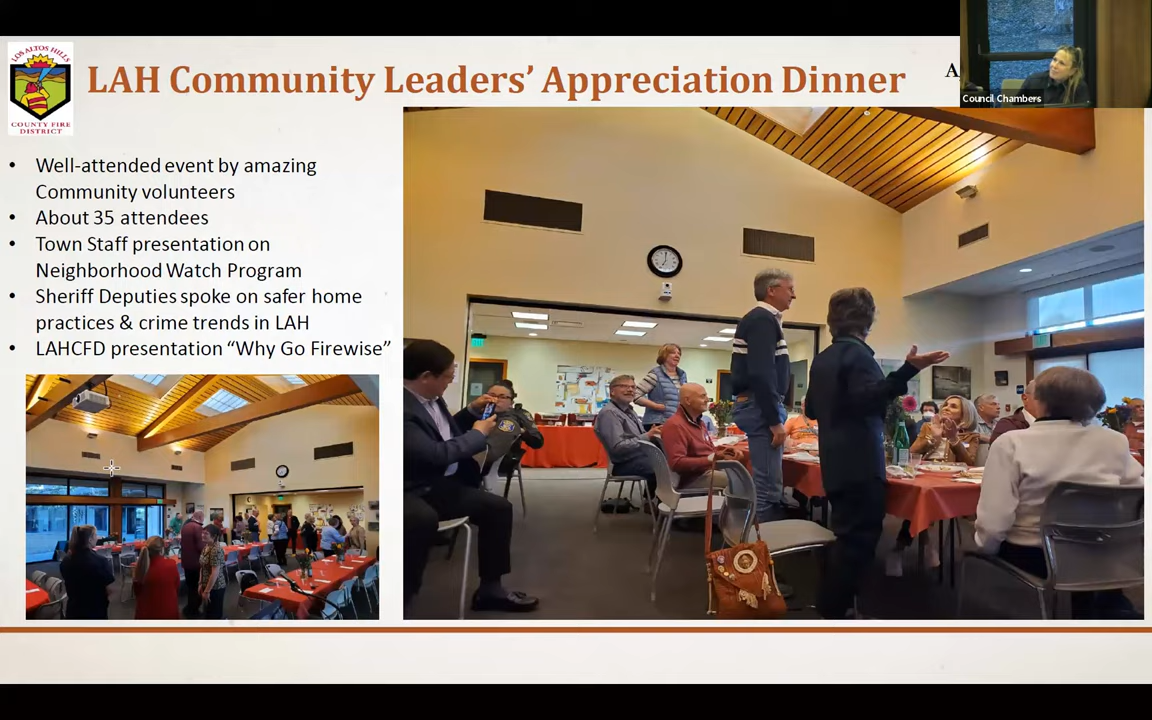 LOS ALTOS HILLS
COUNTY FIRE
DISTRICT
LAH Community Leaders’ Appreciation Dinner
A
Council Chambers
• Well-attended event by amazing
Community volunteers
• About 35 attendees
• Town Staff presentation on
Neighborhood Watch Program
• Sheriff Deputies spoke on safer home
practices & crime trends in LAH
• LAHCFD presentation “Why Go Firewise”